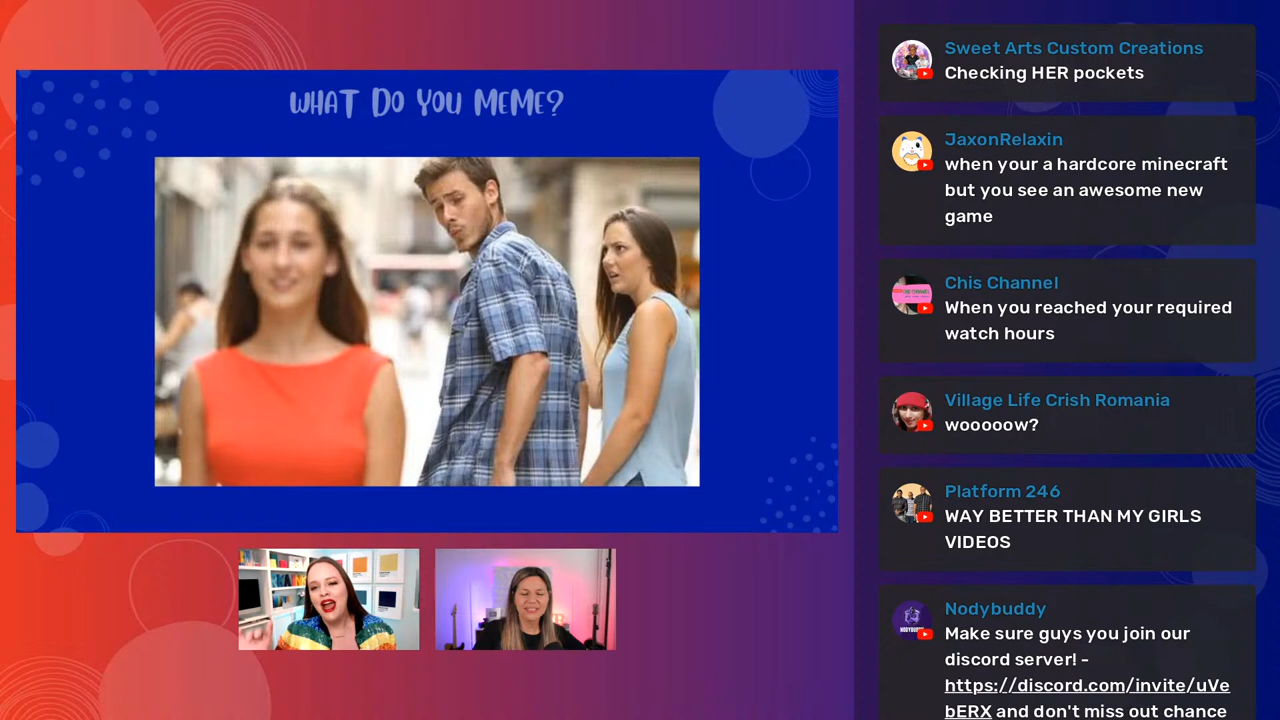 WHAT DO YOU MEME?
Sweet Arts Custom Creations
Checking HER pockets
JaxonRelaxin
when your a hardcore minecraft
but you see an awesome new
game
Chis Channel
When you reached your required
watch hours
Village Life Crish Romania
wooooow?
Platform 246
WAY BETTER THAN MY GIRLS
VIDEOS
Nodybuddy
Make sure guys you join our
discord server! -
https://discord.com/invite/uVe
bERX and don't miss out chance